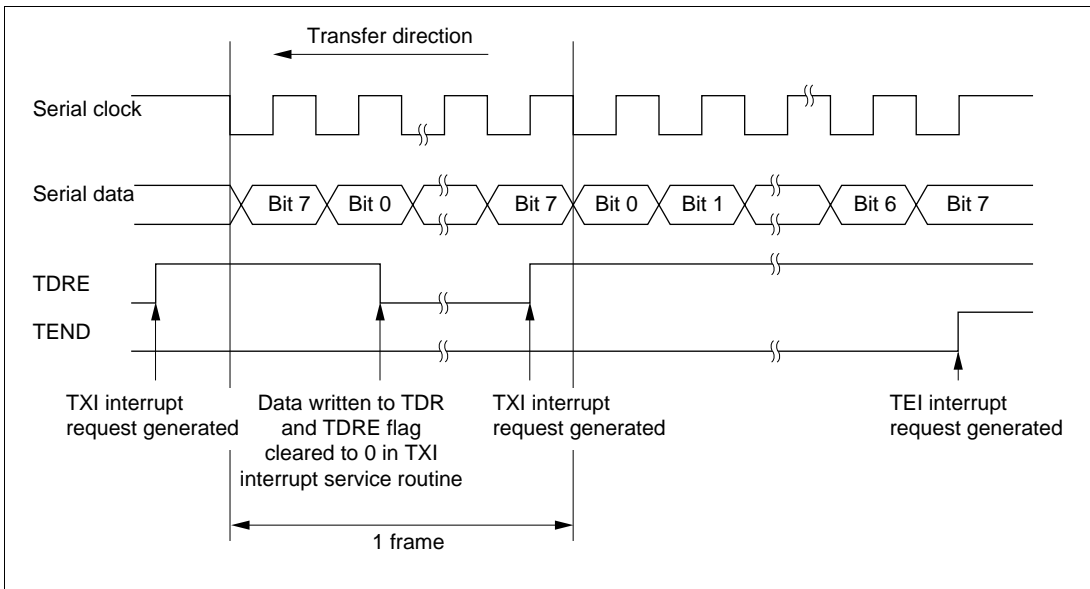 Transfer direction
Serial clock
Serial data
Bit 7
Bit 0
Bit 7
Bit 0
Bit 1
Bit 6
Bit 7
TDRE
TEND
TXI interrupt
request generated
Data written to TDR
and TDRE flag
cleared to 0 in TXI
interrupt service routine
TXI interrupt
request generated
TEI interrupt
request generated
1 frame